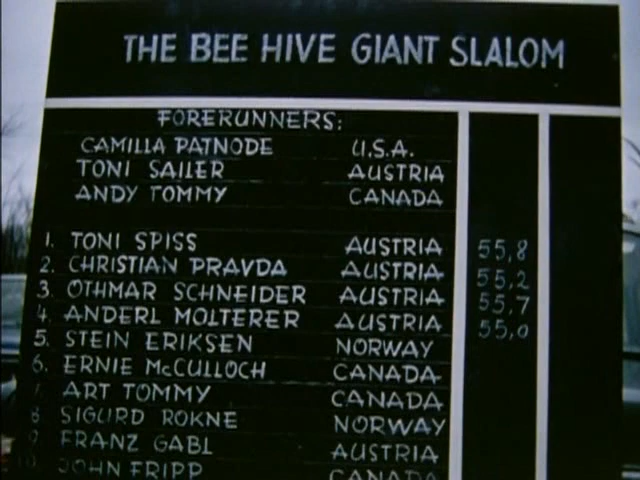 THE BEE HIVE GIANT SLALOM
FORERUNNERS:
CAMILLA PATNODE U.S.A.
TONI SAILER AUSTRIA
ANDY TOMMY CANADA
1. TONI SPISS AUSTRIA 55,8
2. CHRISTIAN PRAVDA AUSTRIA 55,2
3. OTHMAR SCHNEIDER AUSTRIA 55,7
4. ANDERL MOLTERER AUSTRIA 55,0
5. STEIN ERIKSEN NORWAY
6. ERNIE McCULLOCH CANADA
7 ART TOMMY CANADA
8 SIGURD ROKNE NORWAY
9 FRANZ GABL AUSTRIA
10 JOHN FRIPP CANADA